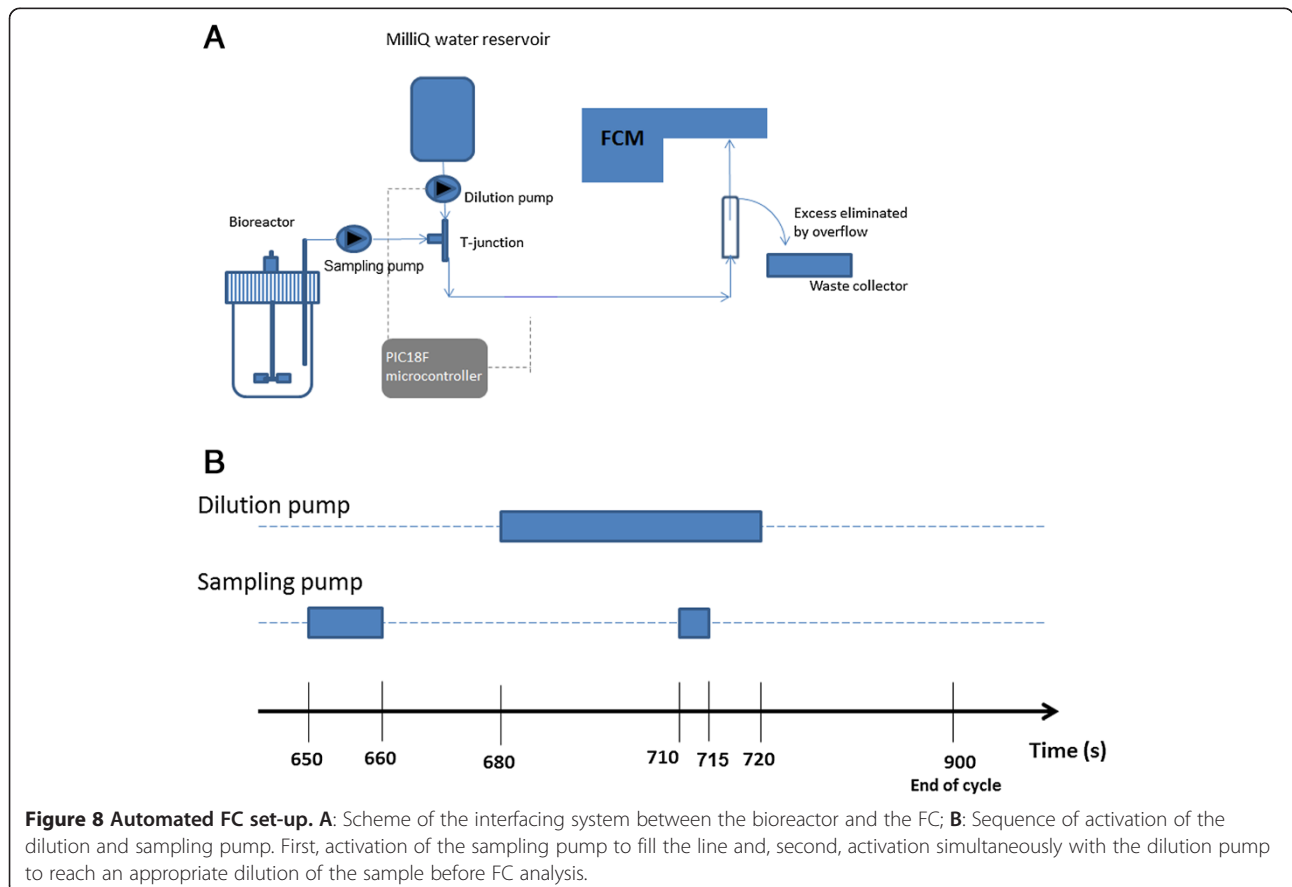 A
MilliQ water reservoir
FCM
Dilution pump
Bioreactor
T-junction
Sampling pump
Excess eliminated
by overflow
Waste collector
PIC18F
microcontroller
B
Dilution pump
Sampling pump
650 660 680 710 715 720 900
Time (s)
End of cycle
Figure 8 Automated FC set-up. A: Scheme of the interfacing system between the bioreactor and the FC; B: Sequence of activation of the
dilution and sampling pump. First, activation of the sampling pump to fill the line and, second, activation simultaneously with the dilution pump
to reach an appropriate dilution of the sample before FC analysis.